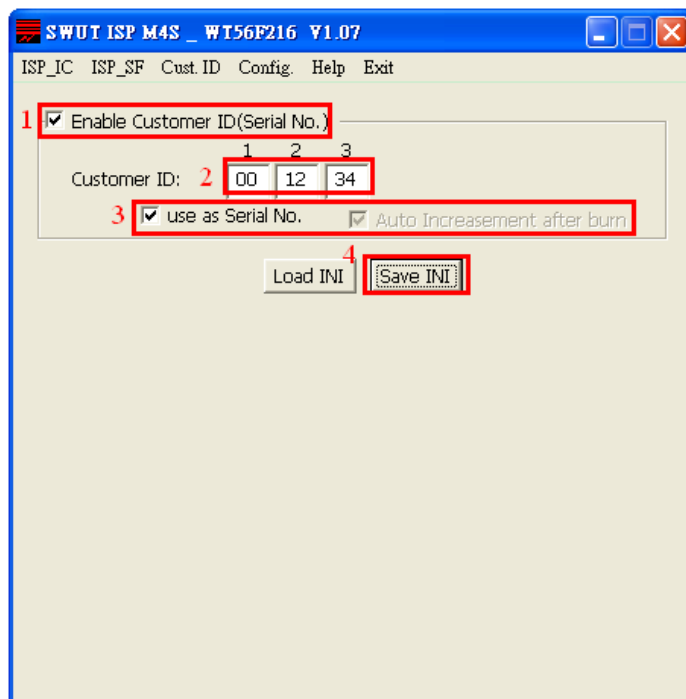 SWUT ISP M4S _ WT56F216 V1.07
ISP_IC ISP_SF Cust. ID Config. Help Exit
1 Enable Customer ID(Serial No.)
1 2 3
Customer ID: 2 00 12 34
3 use as Serial No. Auto Increasement after burn
4
Load INI Save INI